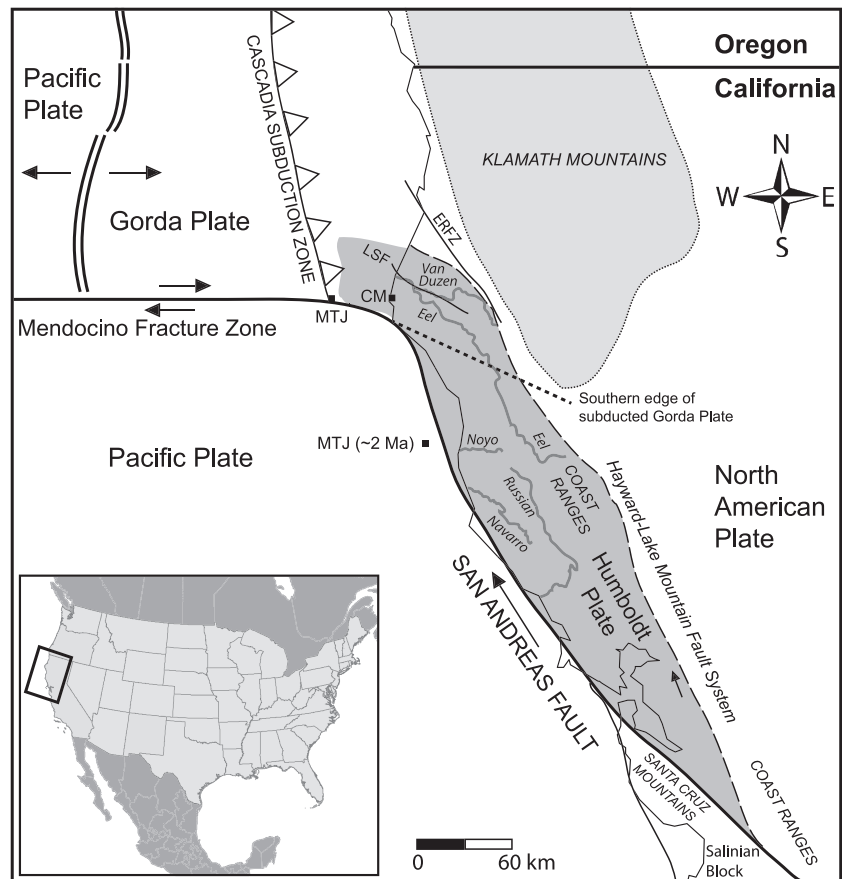 Oregon
California
Pacific
Plate
CASCADIA SUBDUCTION ZONE
KLAMATH MOUNTAINS
N
W
E
S
Gorda Plate
ERFZ
LSF
Van
Duzen
CM
MTJ
Eel
Mendocino Fracture Zone
Southern edge of
subducted Gorda Plate
Pacific Plate
MTJ (~2 Ma)
Noyo
Eel
COAST
RANGES
Russian
Navarro
Hayward-Lake Mountain Fault System
North
American
Plate
Humboldt
Plate
SAN ANDREAS FAULT
SANTA CRUZ
MOUNTAINS
COAST RANGES
Salinian
Block
0
60 km